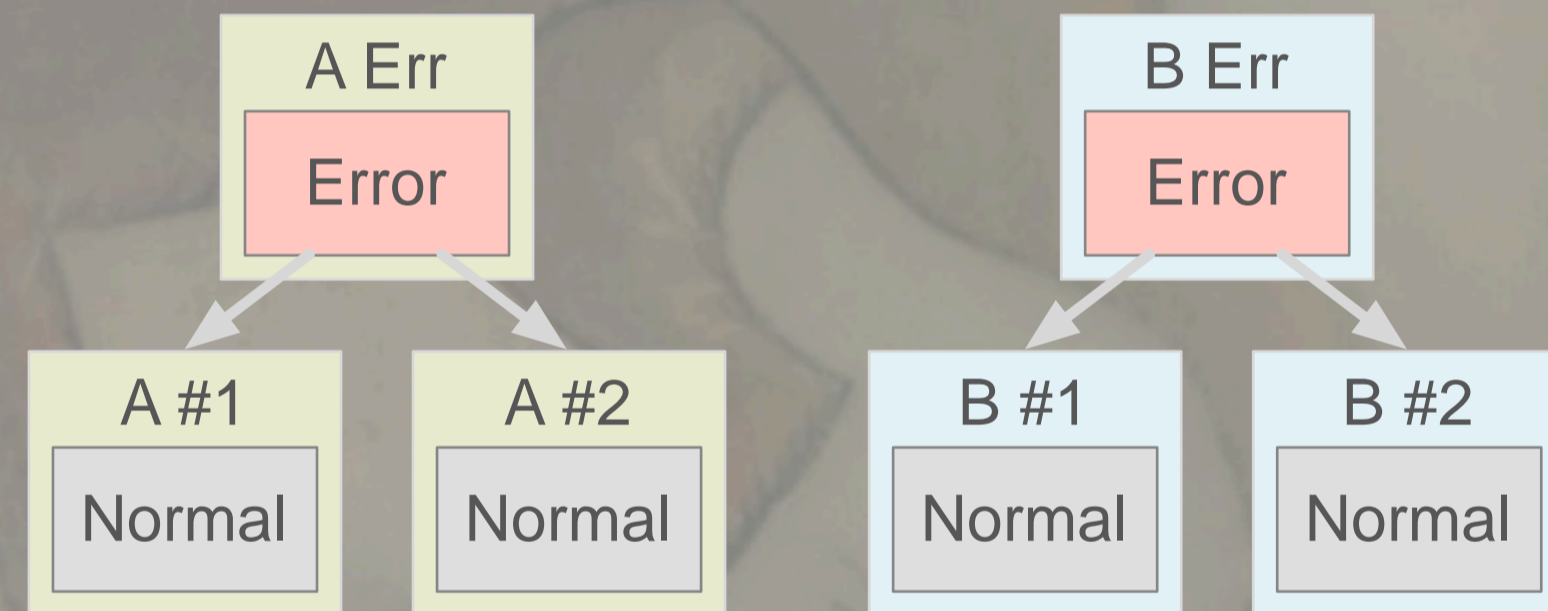 A Err
Error
B Err
Error
A #1
Normal
A #2
Normal
B #1
Normal
B #2
Normal